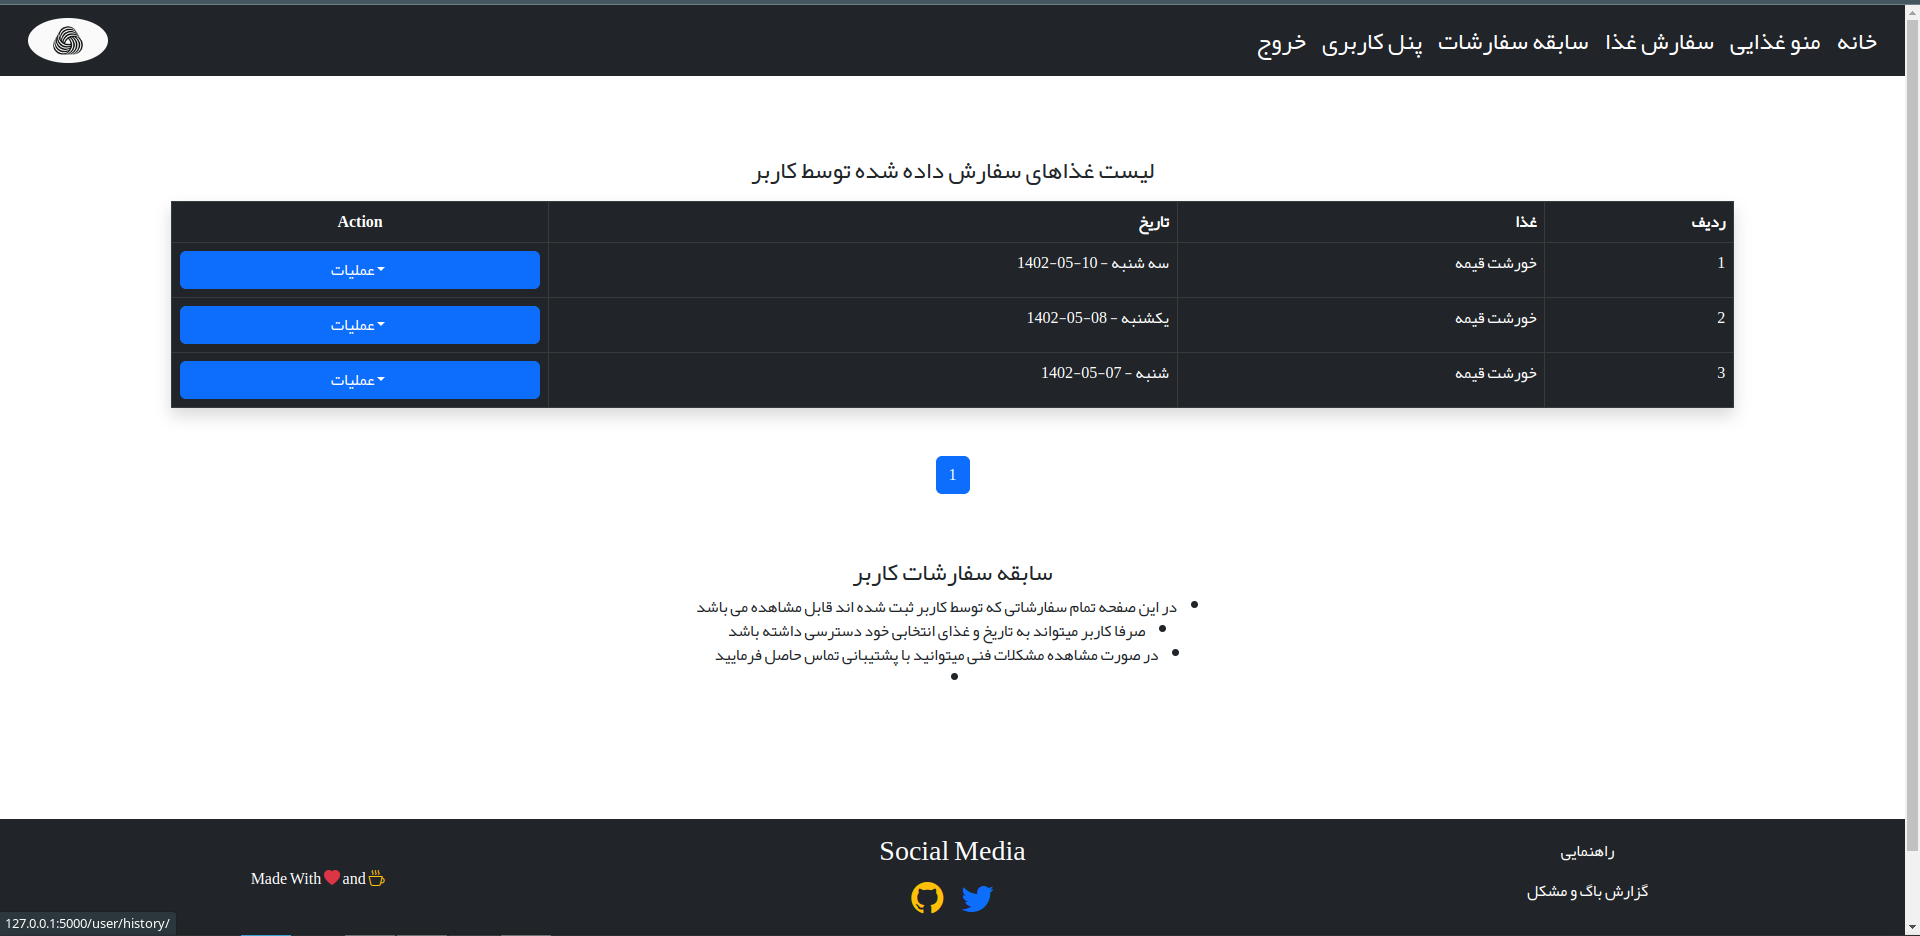 خانه منو غذایی سفارش غذا سابقه سفارشات پنل کاربری خروج
لیست غذاهای سفارش داده شده توسط کاربر
ردیف غذا تاریخ Action
1 خورشت قیمه سه شنبه - 10-05-1402 عملیات
2 خورشت قیمه یکشنبه - 08-05-1402 عملیات
3 خورشت قیمه شنبه - 07-05-1402 عملیات
1
سابقه سفارشات کاربر
در این صفحه تمام سفارشاتی که توسط کاربر ثبت شده اند قابل مشاهده می باشد
صرفا کاربر میتواند به تاریخ و غذای انتخابی خود دسترسی داشته باشد
در صورت مشاهده مشکلات فنی میتوانید با پشتیبانی تماس حاصل فرمایید
راهنمایی
گزارش باگ و مشکل
Social Media
Made With and
127.0.0.1:5000/user/history/